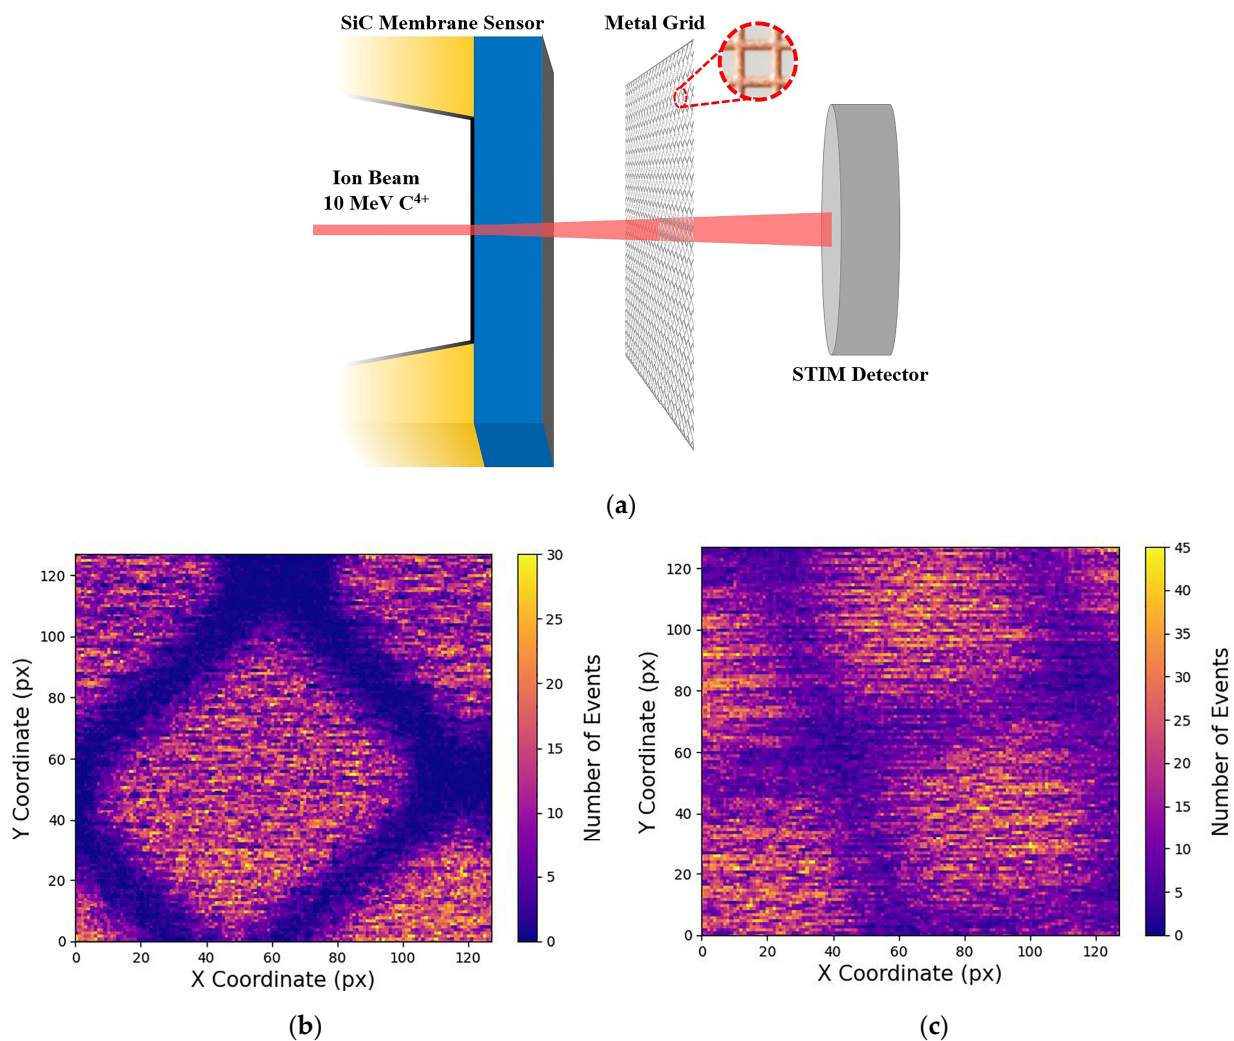 SiC Membrane Sensor
Metal Grid
Ion Beam
10 MeV C⁴⁺
STIM Detector
(a)
120
100
80
60
40
20
0
Y Coordinate (px)
0 20 40 60 80 100 120
X Coordinate (px)
30
25
20
15
10
5
0
Number of Events
(b)
120
100
80
60
40
20
0
Y Coordinate (px)
0 20 40 60 80 100 120
X Coordinate (px)
45
40
35
30
25
20
15
10
5
0
Number of Events
(c)